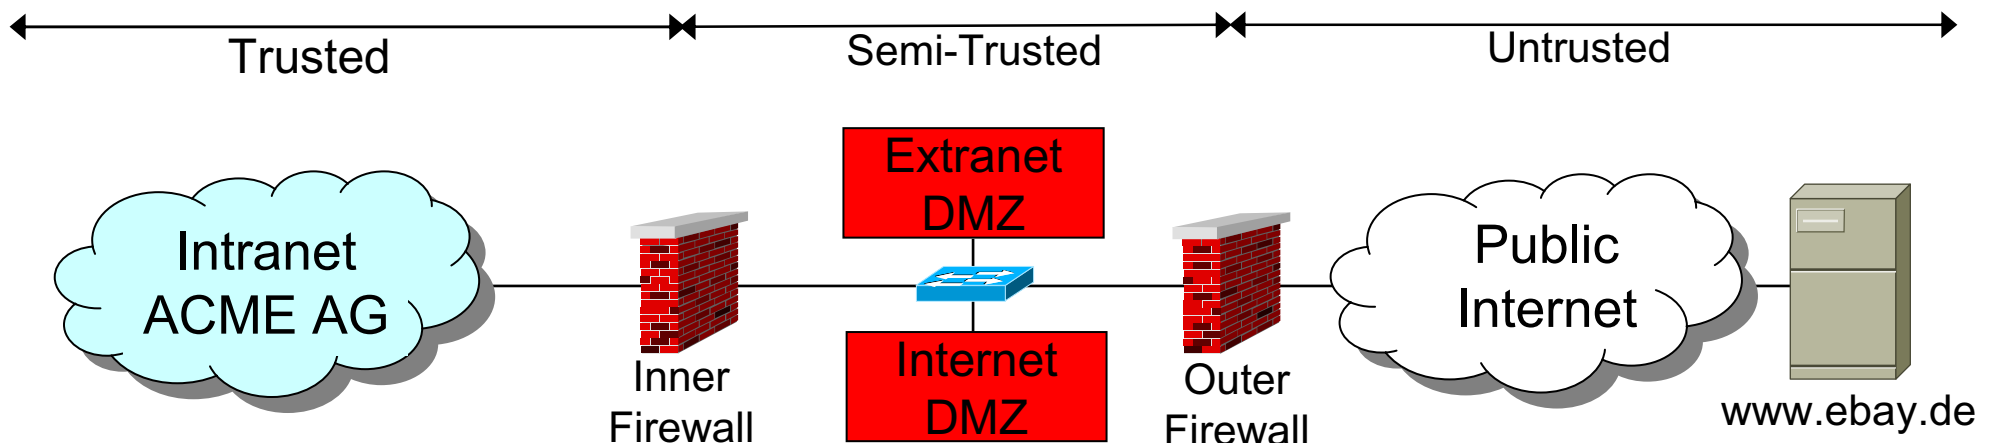 Trusted
Semi-Trusted
Untrusted
Intranet
ACME AG
Inner
Firewall
Extranet
DMZ
Internet
DMZ
Outer
Firewall
Public
Internet
www.ebay.de